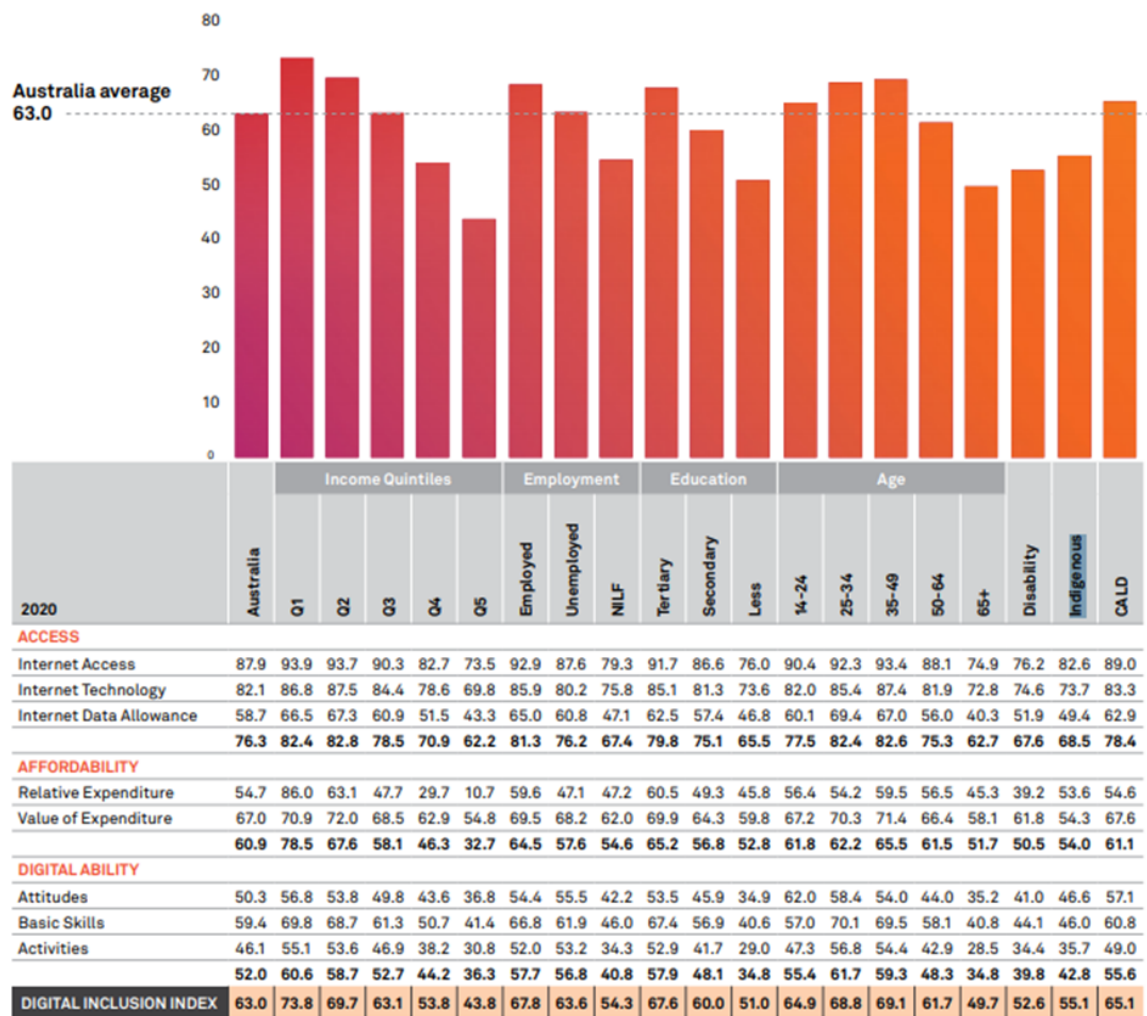 80
Australia average
70
63.0
60
50
40
30
20
10
0
Income Quintiles Employment Education Age
2020 Australia Q1 Q2 Q3 Q4 Q5 Employed Unemployed NILF Tertiary Secondary Less 14-24 25-34 35-49 50-64 65+ Disability Indigenous CALD
ACCESS
Internet Access 87.9 93.9 93.7 90.3 82.7 73.5 92.9 87.6 79.3 91.7 86.6 76.0 90.4 92.3 93.4 88.1 74.9 76.2 82.6 89.0
Internet Technology 82.1 86.8 87.5 84.4 78.6 69.8 85.9 80.2 75.8 85.1 81.3 73.6 82.0 85.4 87.4 81.9 72.8 74.6 73.7 83.3
Internet Data Allowance 58.7 66.5 67.3 60.9 51.5 43.3 65.0 60.8 47.1 62.5 57.4 46.8 60.1 69.4 67.0 56.0 40.3 51.9 49.4 62.9
76.3 82.4 82.8 78.5 70.9 62.2 81.3 76.2 67.4 79.8 75.1 65.5 77.5 82.4 82.6 75.3 62.7 67.6 68.5 78.4
AFFORDABILITY
Relative Expenditure 54.7 86.0 63.1 47.7 29.7 10.7 59.6 47.1 47.2 60.5 49.3 45.8 56.4 54.2 59.5 56.5 45.3 39.2 53.6 54.6
Value of Expenditure 67.0 70.9 72.0 68.5 62.9 54.8 69.5 68.2 62.0 69.9 64.3 59.8 67.2 70.3 71.4 66.4 58.1 61.8 54.3 67.6
60.9 78.5 67.6 58.1 46.3 32.7 64.5 57.6 54.6 65.2 56.8 52.8 61.8 62.2 65.5 61.5 51.7 50.5 54.0 61.1
DIGITAL ABILITY
Attitudes 50.3 56.8 53.8 49.8 43.6 36.8 54.4 55.5 42.2 53.5 45.9 34.9 62.0 58.4 54.0 44.0 35.2 41.0 46.6 57.1
Basic Skills 59.4 69.8 68.7 61.3 50.7 41.4 66.8 61.9 46.0 67.4 56.9 40.6 57.0 70.1 69.5 58.1 40.8 44.1 46.0 60.8
Activities 46.1 55.1 53.6 46.9 38.2 30.8 52.0 53.2 34.3 52.9 41.7 29.0 47.3 56.8 54.4 42.9 28.5 34.4 35.7 49.0
52.0 60.6 58.7 52.7 44.2 36.3 57.7 56.8 40.8 57.9 48.1 34.8 55.4 61.7 59.3 48.3 34.8 39.8 42.8 55.6
DIGITAL INCLUSION INDEX 63.0 73.8 69.7 63.1 53.8 43.8 67.8 63.6 54.3 67.6 60.0 51.0 64.9 68.8 69.1 61.7 49.7 52.6 55.1 65.1